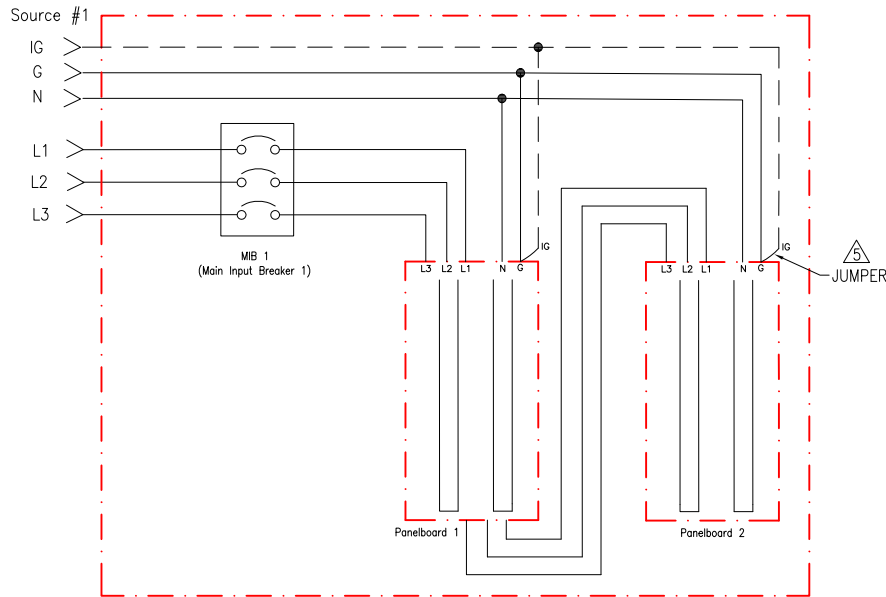 Source #1
IG
G
N
L1
L2
L3
MIB 1
(Main Input Breaker 1)
L3 L2 L1 N G IG
L3 L2 L1 N G IG
5
JUMPER
Panelboard 1
Panelboard 2